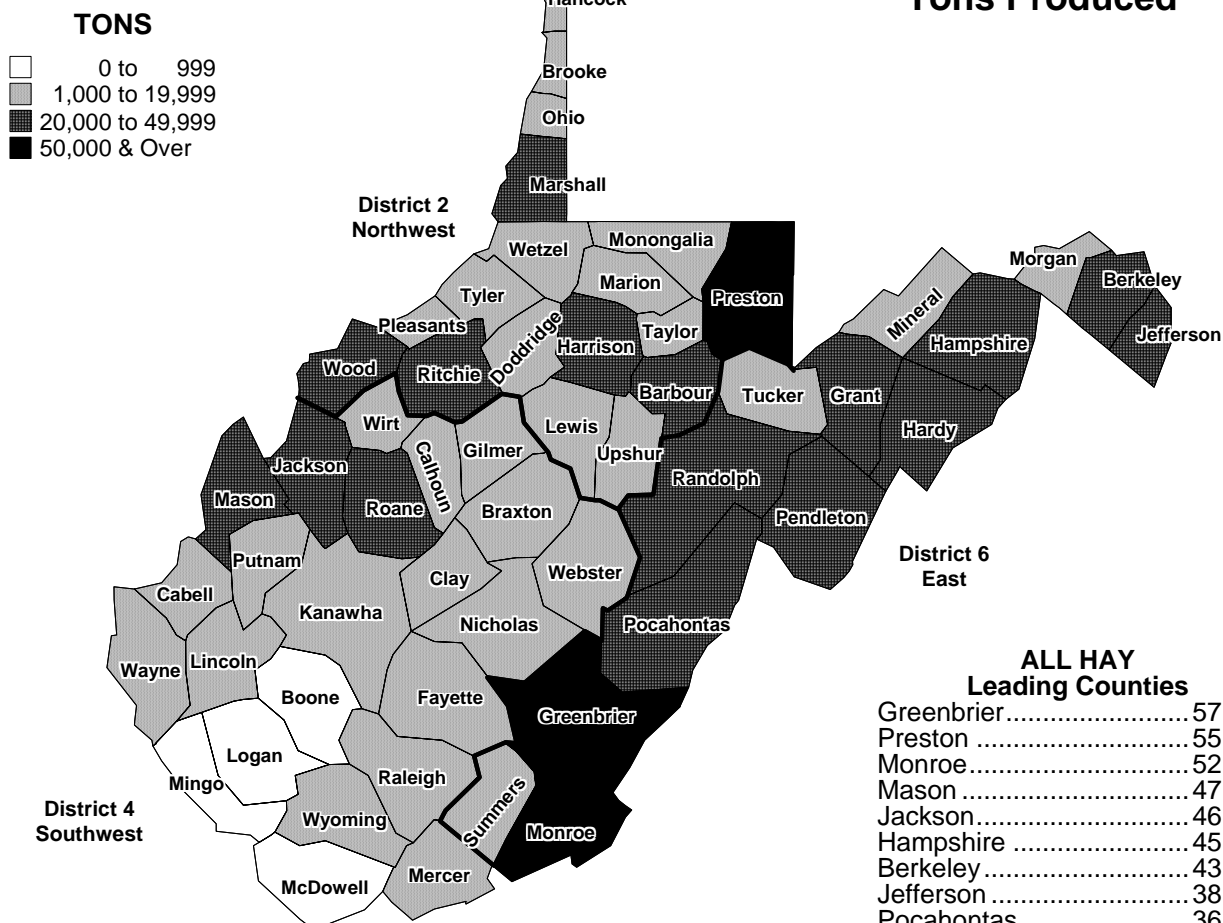 Hancock
Tons Produced
TONS
0 to 999
1,000 to 19,999
20,000 to 49,999
50,000 & Over
Brooke
Ohio
Marshall
District 2
Northwest
Wetzel
Monongalia
Marion
Preston
Tyler
Pleasants
Doddridge
Harrison
Taylor
Morgan
Berkeley
Mineral
Jefferson
Hampshire
Wood
Ritchie
Barbour
Tucker
Grant
Hardy
Wirt
Calhoun
Gilmer
Lewis
Upshur
Jackson
Randolph
Mason
Roane
Braxton
Pendleton
Putnam
Clay
Webster
District 6
East
Cabell
Kanawha
Nicholas
Pocahontas
Wayne
Lincoln
Boone
Fayette
Greenbrier
Logan
Mingo
Raleigh
Summers
District 4
Southwest
Wyoming
Monroe
McDowell
Mercer
ALL HAY
Leading Counties
Greenbrier.........................57
Preston .............................55
Monroe..............................52
Mason................................47
Jackson.............................46
Hampshire ........................45
Berkeley............................43
Jefferson ...........................38
Pocahontas.......................36